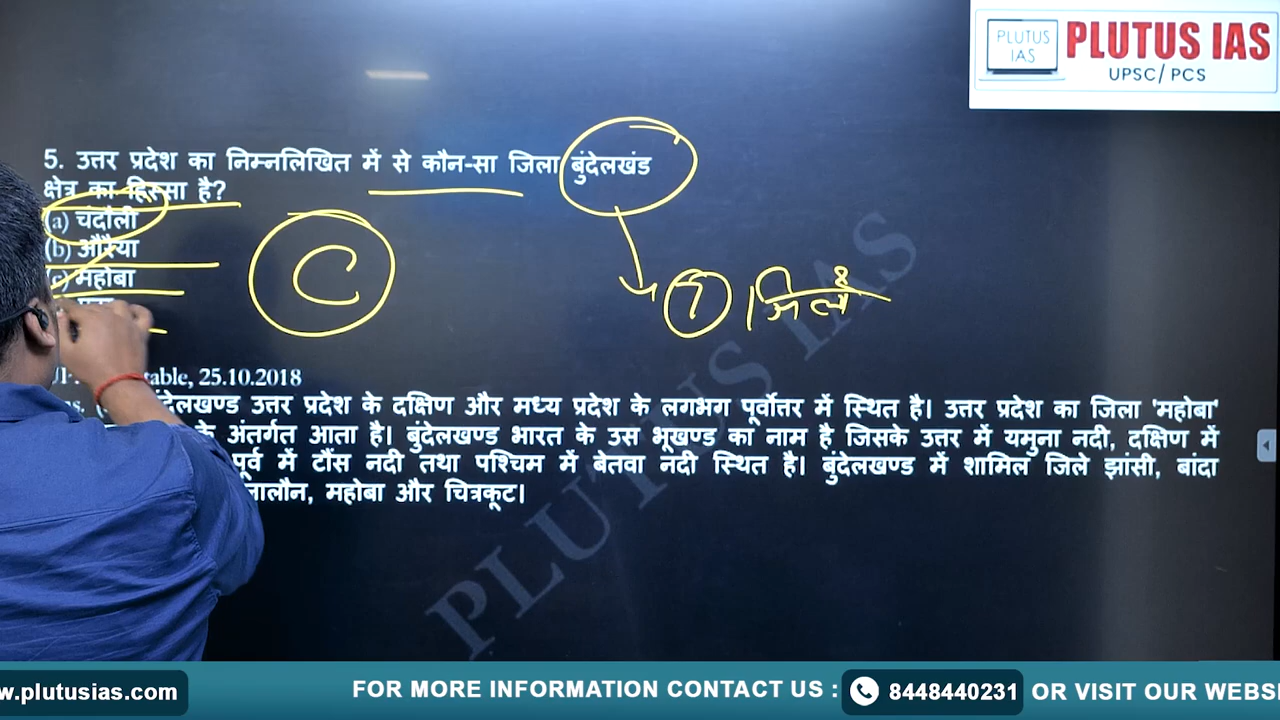 PLUTUS IAS
PLUTUS IAS
UPSC/ PCS
5. उत्तर प्रदेश का निम्नलिखित में से कौन-सा जिला बुंदेलखंड
क्षेत्र का हिस्सा है?
(a) चंदौली
(b) औरैया
(c) महोबा
C
7 जिले
table, 25.10.2018
बुंदेलखण्ड उत्तर प्रदेश के दक्षिण और मध्य प्रदेश के लगभग पूर्वोत्तर में स्थित है। उत्तर प्रदेश का जिला 'महोबा'
के अंतर्गत आता है। बुंदेलखण्ड भारत के उस भूखण्ड का नाम है जिसके उत्तर में यमुना नदी, दक्षिण में
पूर्व में टौंस नदी तथा पश्चिम में बेतवा नदी स्थित है। बुंदेलखण्ड में शामिल जिले झांसी, बांदा
जालौन, महोबा और चित्रकूट।
PLUTUS IAS
w.plutusias.com
FOR MORE INFORMATION CONTACT US : 8448440231 OR VISIT OUR WEBSI